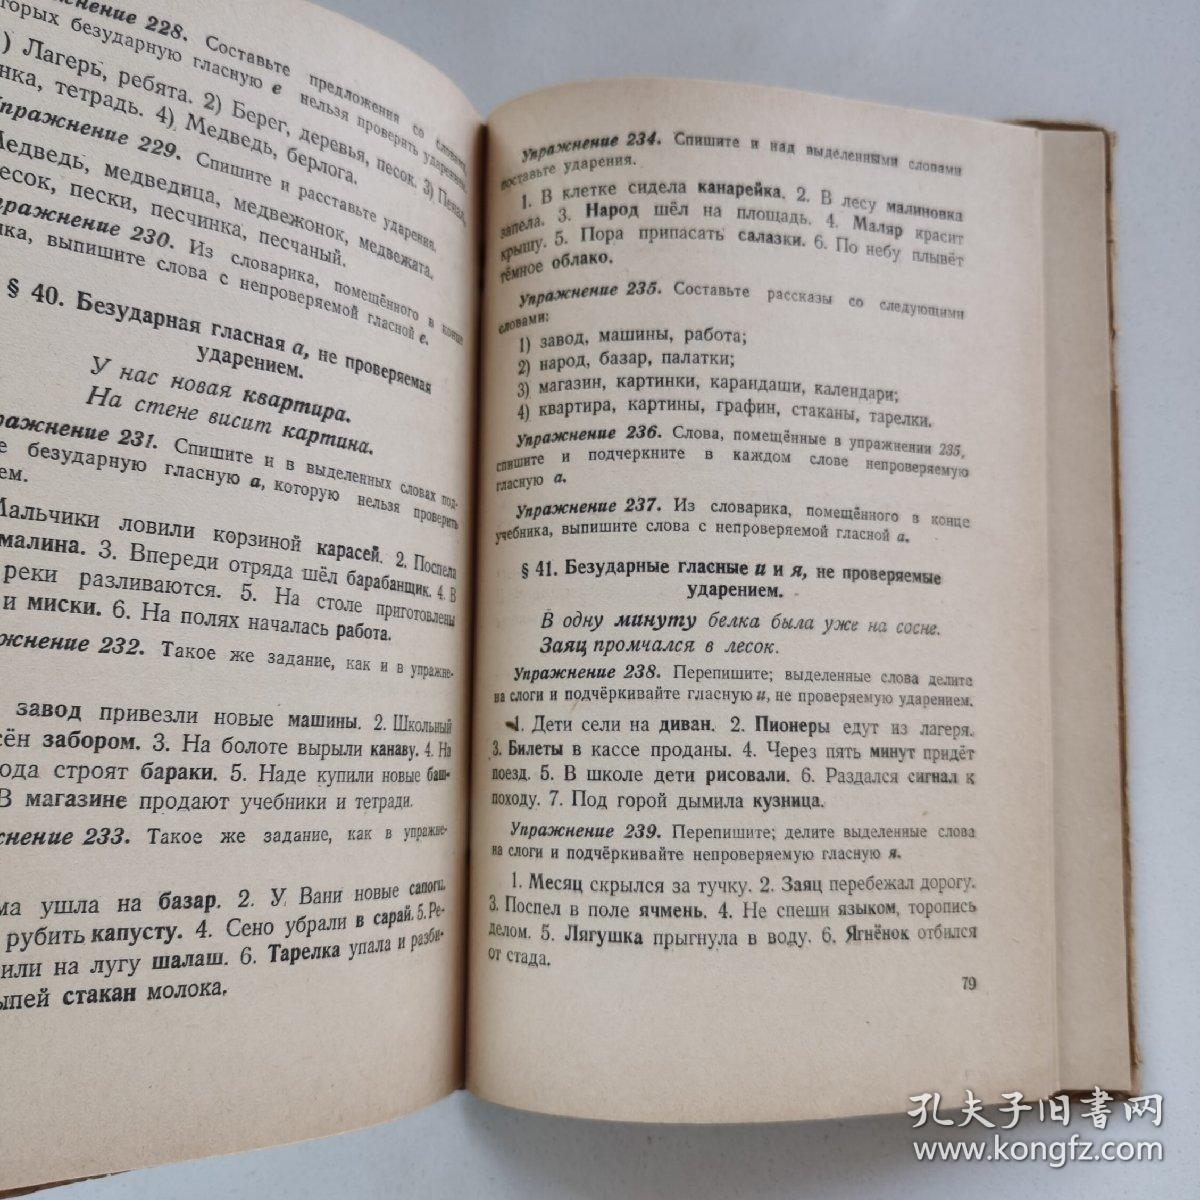 жнение 228. Составьте предложения со словами,
торых безударную гласную е нельзя проверить ударением.
) Лагерь, ребята. 2) Берег, деревья, песок. 3) Пенал,
нка, тетрадь. 4) Медведь, берлога.
пражнение 229. Спишите и расставьте ударения.
Медведь, медведица, медвежонок, медвежата.
есок, пески, песчинка, песчаный.
пражнение 230. Из словарика, помещённого в конце
ика, выпишите слова с непроверяемой гласной е.
§ 40. Безударная гласная а, не проверяемая
ударением.
У нас новая квартира.
На стене висит картина.
ражнение 231. Спишите и в выделенных словах под-
е безударную гласную а, которую нельзя проверить
ем.
Мальчики ловили корзиной карасей. 2. Поспела
малина. 3. Впереди отряда шёл барабанщик. 4. В
реки разливаются. 5. На столе приготовлены
и миски. 6. На полях началась работа.
жнение 232. Такое же задание, как и в упражне-
завод привезли новые машины. 2. Школьный
сён забором. 3. На болоте вырыли канаву. 4. На
ода строят бараки. 5. Наде купили новые баш-
В магазине продают учебники и тетради.
жнение 233. Такое же задание, как в упражне-
ма ушла на базар. 2. У Вани новые сапоги.
рубить капусту. 4. Сено убрали в сарай. 5. Ре-
или на лугу шалаш. 6. Тарелка упала и разби-
ыпей стакан молока.
Упражнение 234. Спишите и над выделенными словами
поставьте ударения.
1. В клетке сидела канарейка. 2. В лесу малиновка
запела. 3. Народ шёл на площадь. 4. Маляр красит
крышу. 5. Пора припасать салазки. 6. По небу плывёт
тёмное облако.
Упражнение 235. Составьте рассказы со следующими
словами:
1) завод, машины, работа;
2) народ, базар, палатки;
3) магазин, картинки, карандаши, календари;
4) квартира, картины, графин, стаканы, тарелки.
Упражнение 236. Слова, помещённые в упражнении 235,
спишите и подчеркните в каждом слове непроверяемую
гласную а.
Упражнение 237. Из словарика, помещённого в конце
учебника, выпишите слова с непроверяемой гласной а.
§ 41. Безударные гласные и и я, не проверяемые
ударением.
В одну минуту белка была уже на сосне.
Заяц промчался в лесок.
Упражнение 238. Перепишите; выделенные слова делите
на слоги и подчёркивайте гласную и, не проверяемую ударением.
1. Дети сели на диван. 2. Пионеры едут из лагеря.
3. Билеты в кассе проданы. 4. Через пять минут придёт
поезд. 5. В школе дети рисовали. 6. Раздался сигнал к
походу. 7. Под горой дымила кузница.
Упражнение 239. Перепишите; делите выделенные слова
на слоги и подчёркивайте непроверяемую гласную я.
1. Месяц скрылся за тучку. 2. Заяц перебежал дорогу.
3. Поспел в поле ячмень. 4. Не спеши языком, торопись
делом. 5. Лягушка прыгнула в воду. 6. Ягнёнок отбился
от стада.
79
孔夫子旧书网
www.kongfz.com